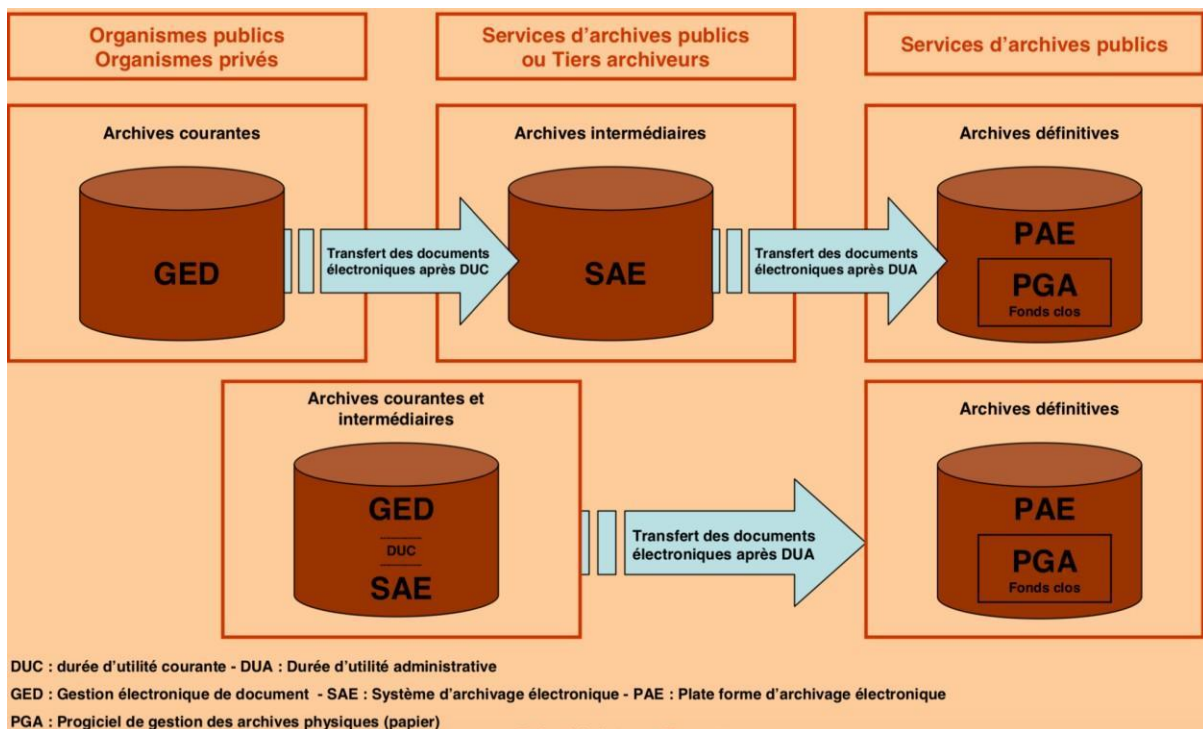 Organismes publics
Organismes privés
Services d'archives publics
ou Tiers archiveurs
Services d'archives publics
Archives courantes
GED
Transfert des documents
électroniques après DUC
Archives intermédiaires
SAE
Transfert des documents
électroniques après DUA
Archives définitives
PAE
PGA
Fonds clos
Archives courantes et
intermédiaires
GED
DUC
SAE
Transfert des documents
électroniques après DUA
Archives définitives
PAE
PGA
Fonds clos
DUC : durée d'utilité courante - DUA : Durée d'utilité administrative
GED : Gestion électronique de document - SAE : Système d'archivage électronique - PAE : Plate forme d'archivage électronique
PGA : Progiciel de gestion des archives physiques (papier)